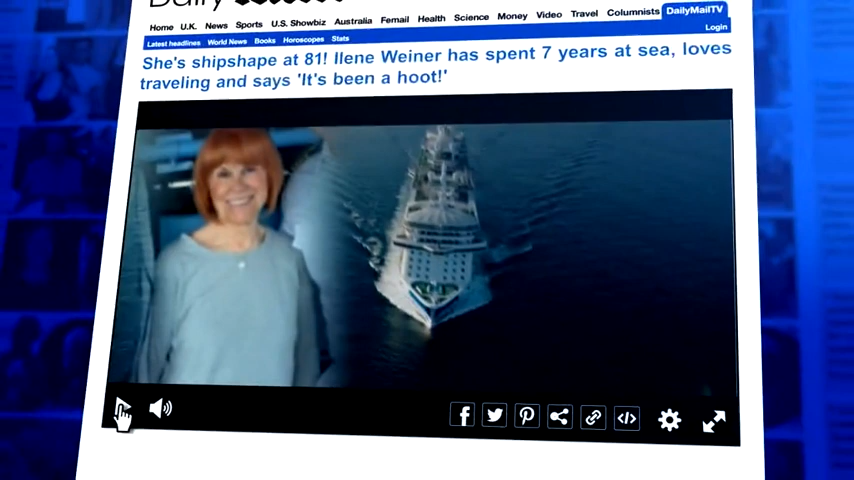 Daily
Home U.K. News Sports U.S. Showbiz Australia Femail Health Science Money Video Travel Columnists DailyMailTV
Login
Latest headlines World News Books Horoscopes Stats
She's shipshape at 81! Ilene Weiner has spent 7 years at sea, loves
traveling and says 'It's been a hoot!'